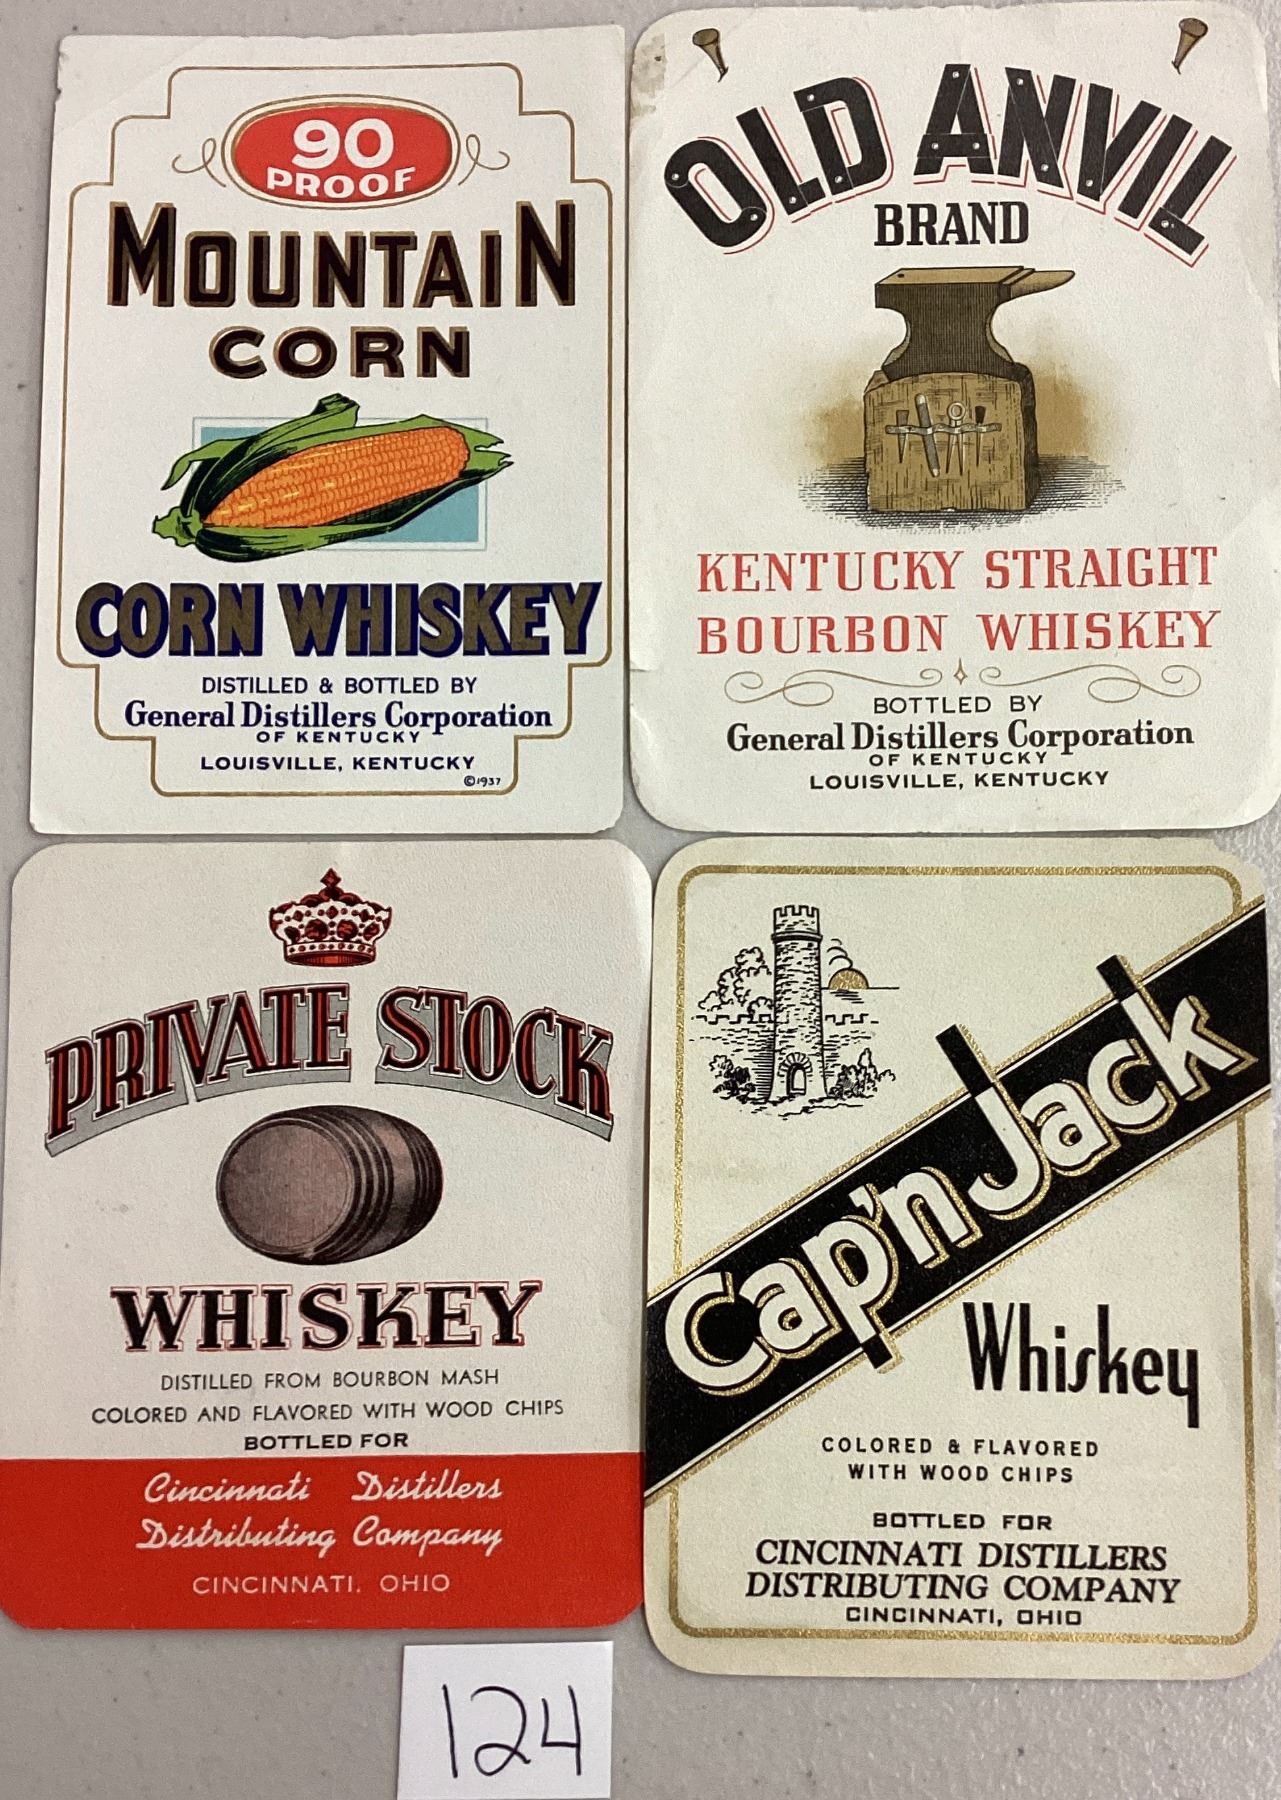 90
PROOF
MOUNTAIN
CORN
CORN WHISKEY
DISTILLED & BOTTLED BY
General Distillers Corporation
OF KENTUCKY
LOUISVILLE, KENTUCKY
©1937
OLD ANVIL
BRAND
KENTUCKY STRAIGHT
BOURBON WHISKEY
BOTTLED BY
General Distillers Corporation
OF KENTUCKY
LOUISVILLE, KENTUCKY
PRIVATE STOCK
WHISKEY
DISTILLED FROM BOURBON MASH
COLORED AND FLAVORED WITH WOOD CHIPS
BOTTLED FOR
Cincinnati Distillers
Distributing Company
CINCINNATI. OHIO
Cap'n Jack
Whiskey
COLORED & FLAVORED
WITH WOOD CHIPS
BOTTLED FOR
CINCINNATI DISTILLERS
DISTRIBUTING COMPANY
CINCINNATI, OHIO
124